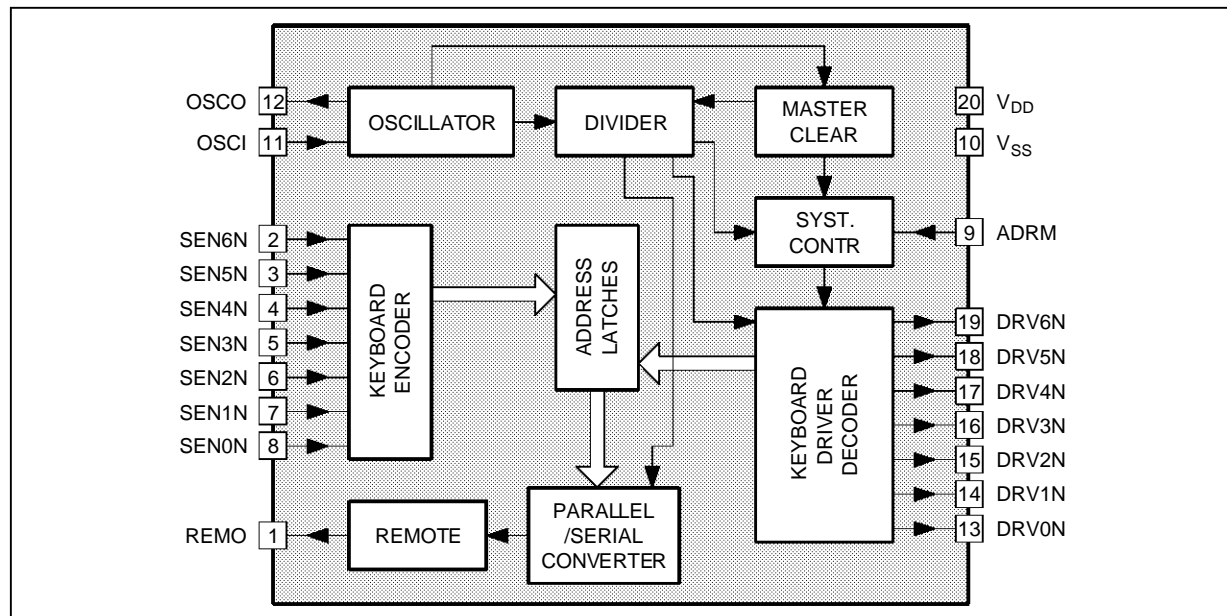 OSCO 12
OSCI 11
OSCILLATOR
DIVIDER
MASTER
CLEAR
20 VDD
10 VSS
SYST.
CONTR
9 ADRM
SEN6N 2
SEN5N 3
SEN4N 4
SEN3N 5
SEN2N 6
SEN1N 7
SEN0N 8
KEYBOARD
ENCODER
ADDRESS
LATCHES
KEYBOARD
DRIVER
DECODER
19 DRV6N
18 DRV5N
17 DRV4N
16 DRV3N
15 DRV2N
14 DRV1N
13 DRV0N
REMO 1
REMOTE
PARALLEL
/SERIAL
CONVERTER